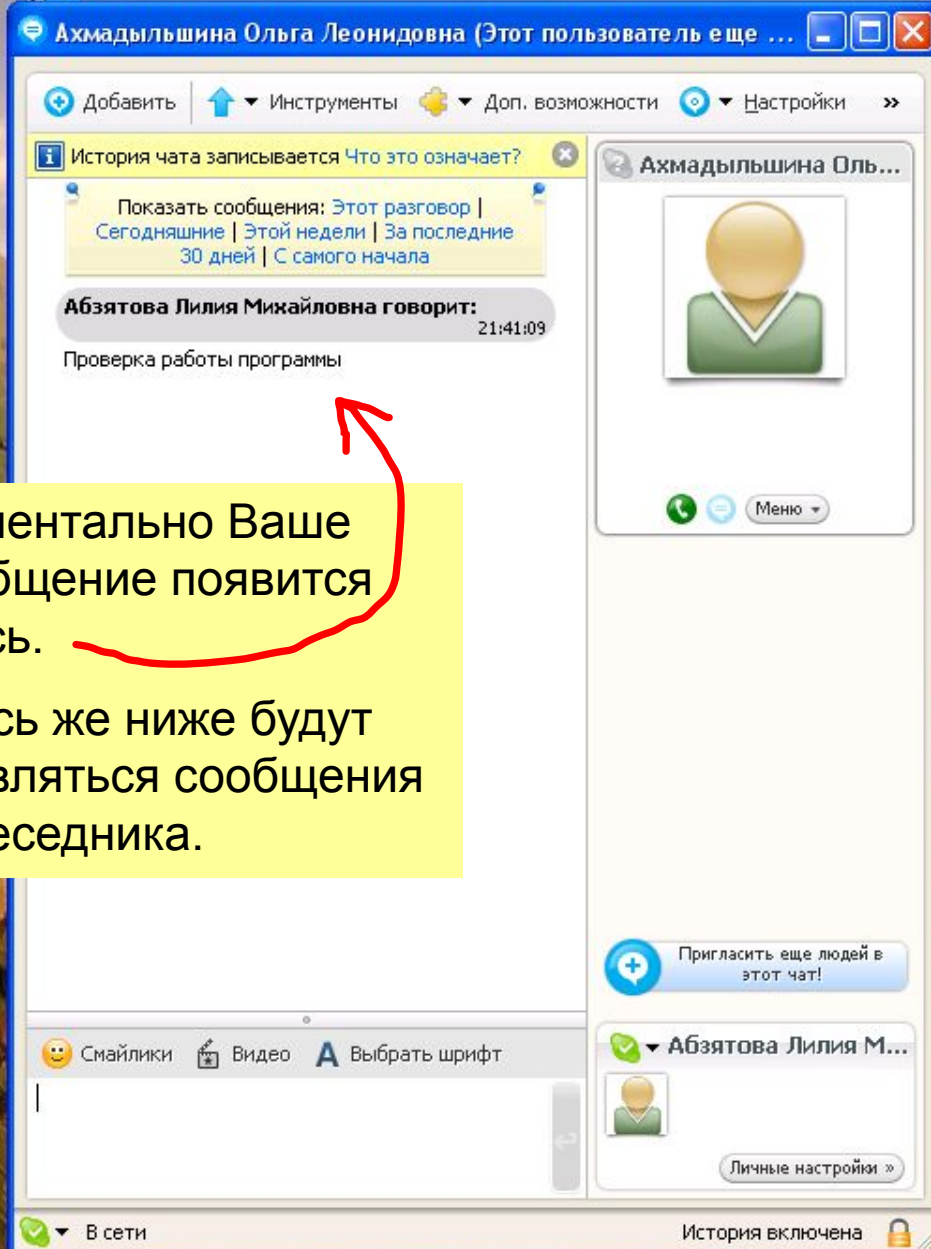 Ахмадыльшина Ольга Леонидовна (Этот пользователь еще ...
Добавить Инструменты Доп. возможности Настройки »
История чата записывается Что это означает?
Показать сообщения: Этот разговор |
Сегодняшние | Этой недели | За последние
30 дней | С самого начала
Абзятова Лилия Михайловна говорит:
21:41:09
Проверка работы программы
Ахмадыльшина Оль...
Меню
ментально Ваше
бщение появится
сь.
сь же ниже будут
вляться сообщения
еседника.
Пригласить еще людей в
этот чат!
Смайлики Видео A Выбрать шрифт
Абзятова Лилия М...
Личные настройки »
В сети
История включена